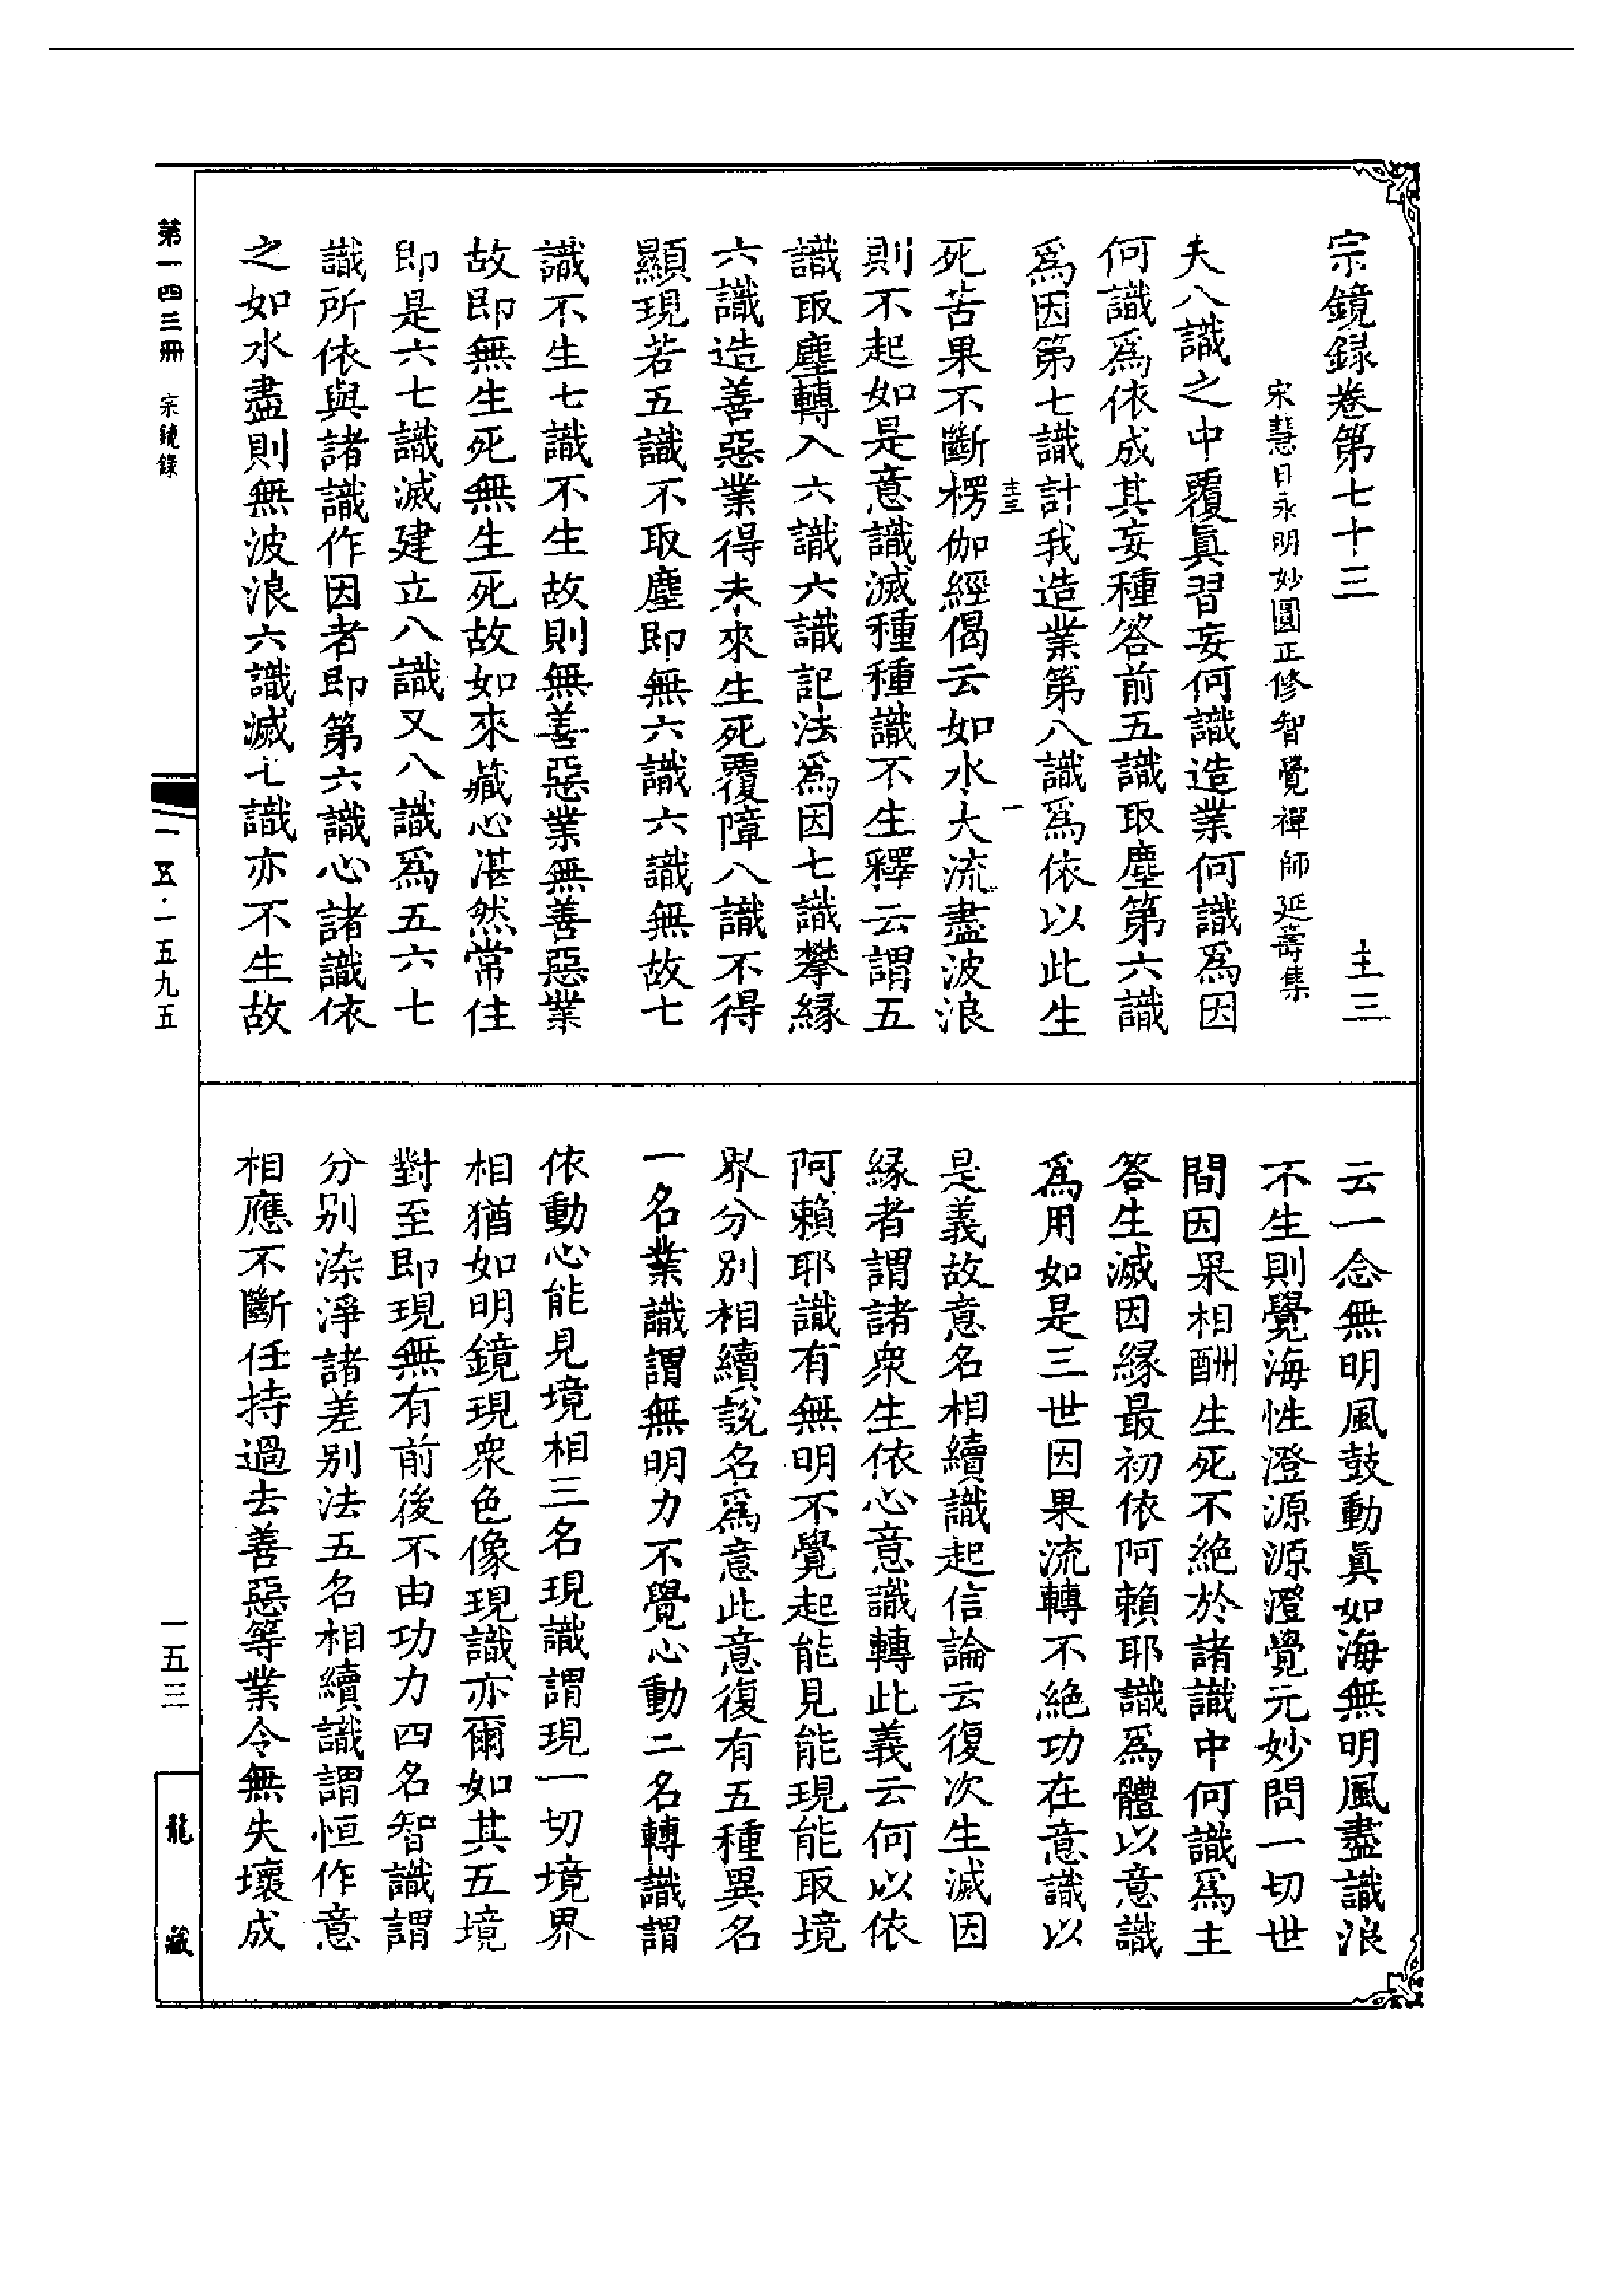 宗鏡錄卷第七十三　主三
宋慧日永明妙圓正修智覺禪師延壽集
夫八識之中覆眞習妄何識造業何識爲因
何識爲依成其妄種答前五識取塵第六識
爲因第七識計我造業第八識爲依以此生
主三　一
死苦果不斷楞伽經偈云如水大流盡波浪
則不起如是意識滅種種識不生釋云謂五
識取塵轉入六識六識記法爲因七識攀緣
六識造善惡業得未來生死覆障八識不得
顯現若五識不取塵即無六識六識無故七
識不生七識不生故則無善惡業無善惡業
故即無生死無生死故如來藏心湛然常住
即是六七識滅建立八識又八識爲五六七
識所依與諸識作因者即第六識心諸識依
之如水盡則無波浪六識滅七識亦不生故
云一念無明風鼓動眞如海無明風盡識浪
不生則覺海性澄源源澄覺元妙問一切世
間因果相酬生死不絕於諸識中何識爲主
答生滅因緣最初依阿賴耶識爲體以意識
爲用如是三世因果流轉不絕功在意識以
是義故意名相續識起信論云復次生滅因
緣者謂諸衆生依心意識轉此義云何以依
阿賴耶識有無明不覺起能見能現能取境
界分別相續說名爲意此意復有五種異名
一名業識謂無明力不覺心動二名轉識謂
依動心能見境相三名現識謂現一切境界
相猶如明鏡現衆色像現識亦爾如其五境
對至即現無有前後不由功力四名智識謂
分別染淨諸差別法五名相續識謂恒作意
相應不斷任持過去善惡等業令無失壞成
第一四三冊　宗鏡錄
一五·一五九五
一五三
龍藏